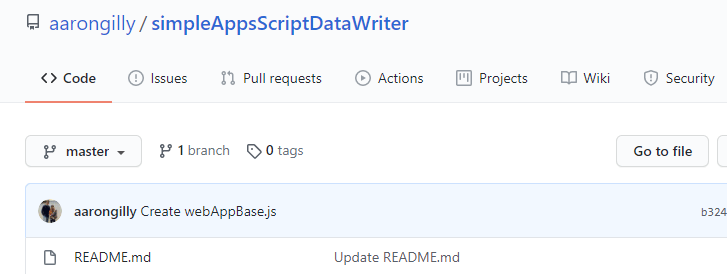 aarongilly / simpleAppsScriptDataWriter
Code Issues Pull requests Actions Projects Wiki Security
master 1 branch 0 tags Go to file
aarongilly Create webAppBase.js b324
README.md Update README.md